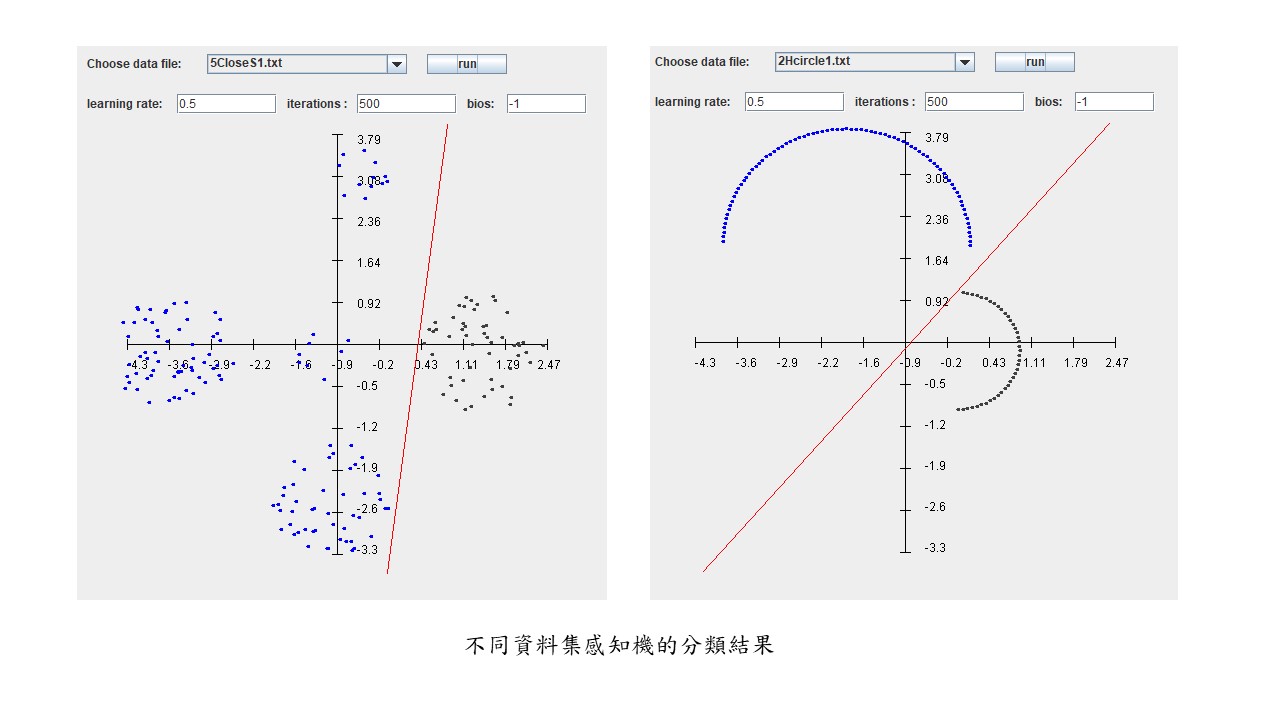 Choose data file: 5CloseS1.txt run
learning rate: 0.5 iterations : 500 bios: -1
3.79
3.08
2.36
1.64
0.92
-4.3 -3.6 -2.9 -2.2 -1.6 -0.9 -0.2 0.43 1.11 1.79 2.47
-0.5
-1.2
-1.9
-2.6
-3.3
Choose data file: 2Hcircle1.txt run
learning rate: 0.5 iterations : 500 bios: -1
3.79
3.08
2.36
1.64
0.92
-4.3 -3.6 -2.9 -2.2 -1.6 -0.9 -0.2 0.43 1.11 1.79 2.47
-0.5
-1.2
-1.9
-2.6
-3.3
不同資料集感知機的分類結果